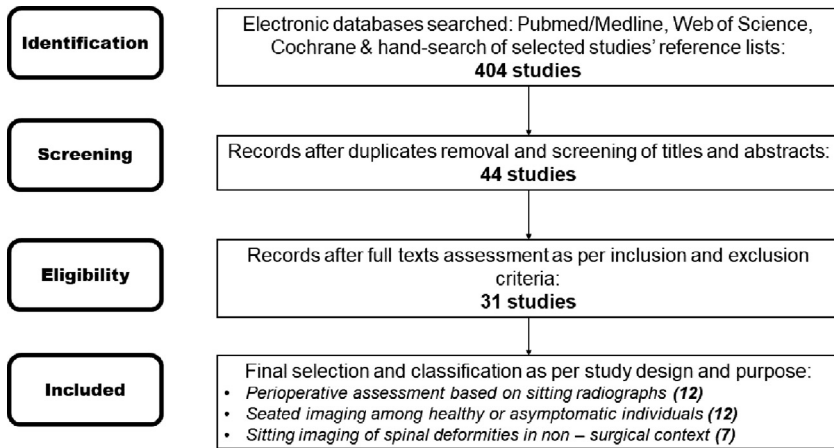 Identification
Electronic databases searched: Pubmed/Medline, Web of Science,
Cochrane & hand-search of selected studies' reference lists:
404 studies
Screening
Records after duplicates removal and screening of titles and abstracts:
44 studies
Eligibility
Records after full texts assessment as per inclusion and exclusion
criteria:
31 studies
Included
Final selection and classification as per study design and purpose:
• Perioperative assessment based on sitting radiographs (12)
• Seated imaging among healthy or asymptomatic individuals (12)
• Sitting imaging of spinal deformities in non – surgical context (7)